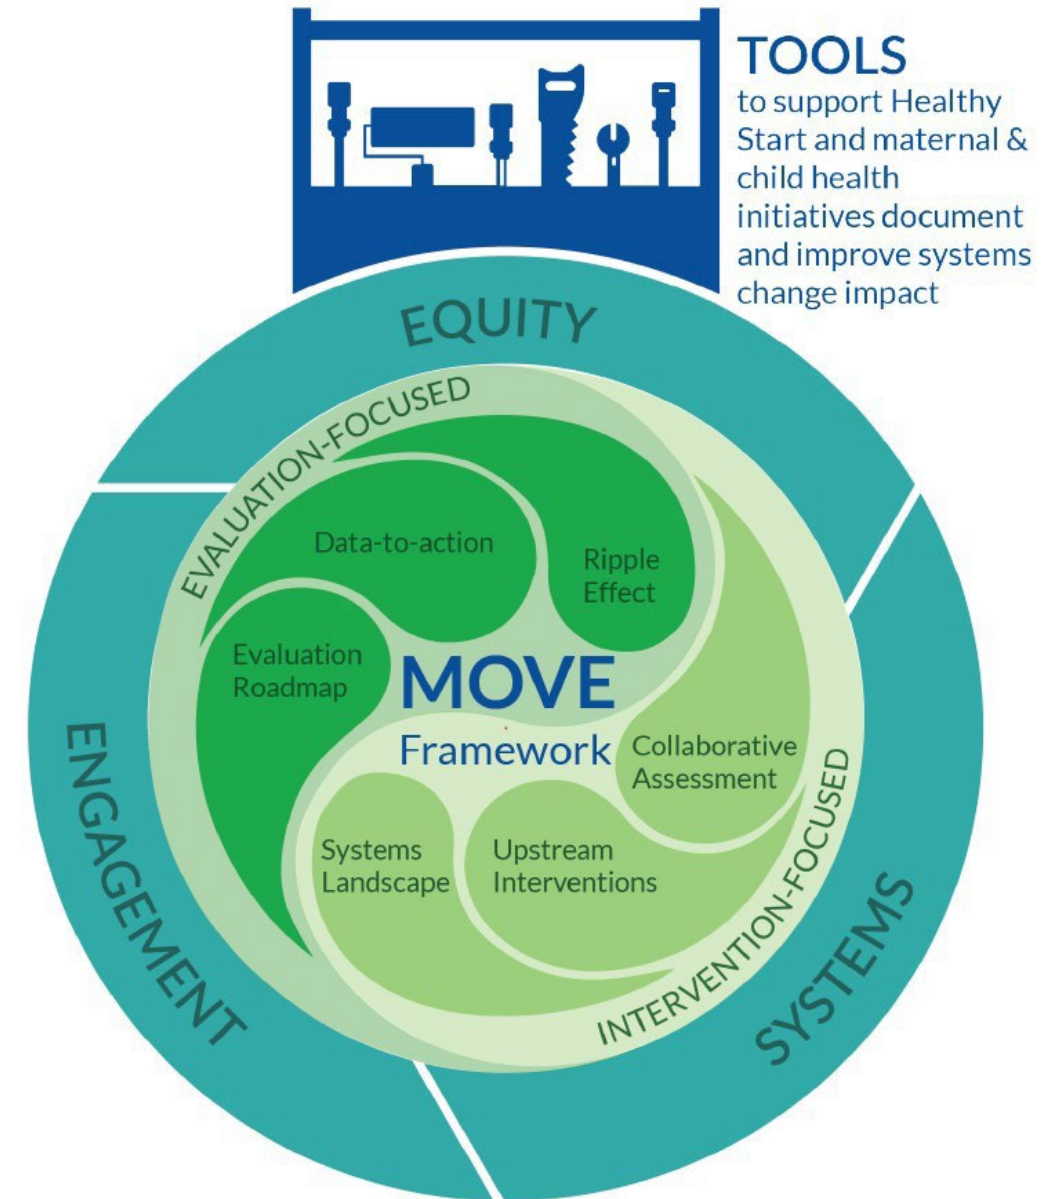 TOOLS
to support Healthy
Start and maternal &
child health
initiatives document
and improve systems
change impact
EQUITY
EVALUATION-FOCUSED
Data-to-action
Ripple
Effect
Evaluation
Roadmap
MOVE
Framework
Collaborative
Assessment
Systems
Landscape
Upstream
Interventions
INTERVENTION-FOCUSED
ENGAGEMENT
SYSTEMS